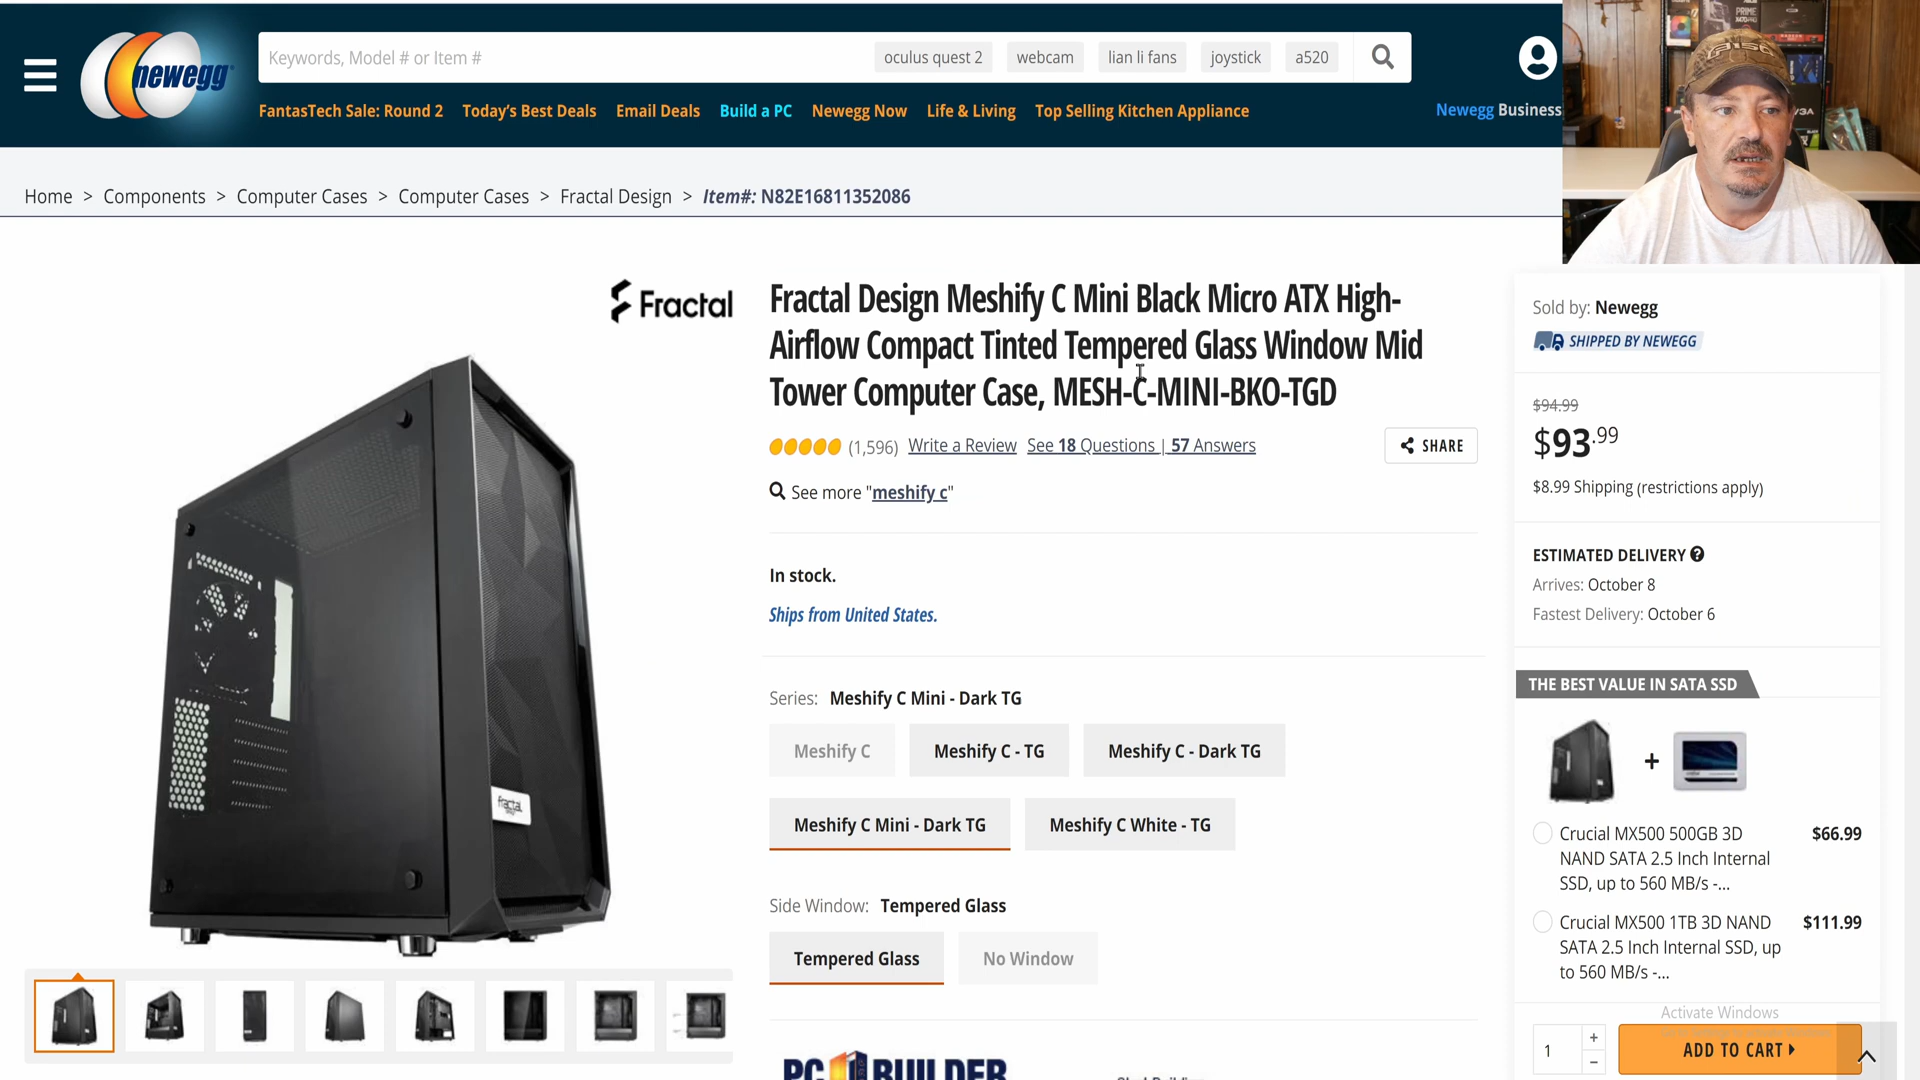 newegg
Keywords, Model # or Item #
oculus quest 2
webcam
lian li fans
joystick
a520
FantasTech Sale: Round 2
Today's Best Deals
Email Deals
Build a PC
Newegg Now
Life & Living
Top Selling Kitchen Appliance
Newegg Business
Home > Components > Computer Cases > Computer Cases > Fractal Design > Item#: N82E16811352086
Fractal
Fractal Design Meshify C Mini Black Micro ATX High-
Airflow Compact Tinted Tempered Glass Window Mid
Tower Computer Case, MESH-C-MINI-BKO-TGD
(1,596) Write a Review See 18 Questions | 57 Answers
SHARE
See more "meshify c"
In stock.
Ships from United States.
Series: Meshify C Mini - Dark TG
Meshify C
Meshify C - TG
Meshify C - Dark TG
Meshify C Mini - Dark TG
Meshify C White - TG
Side Window: Tempered Glass
Tempered Glass
No Window
PC BUILDER
fractal
Sold by: Newegg
SHIPPED BY NEWEGG
$94.99
$93.99
$8.99 Shipping (restrictions apply)
ESTIMATED DELIVERY ?
Arrives: October 8
Fastest Delivery: October 6
THE BEST VALUE IN SATA SSD
+
Crucial MX500 500GB 3D $66.99
NAND SATA 2.5 Inch Internal
SSD, up to 560 MB/s -...
Crucial MX500 1TB 3D NAND $111.99
SATA 2.5 Inch Internal SSD, up
to 560 MB/s -...
Activate Windows
1
+
−
ADD TO CART